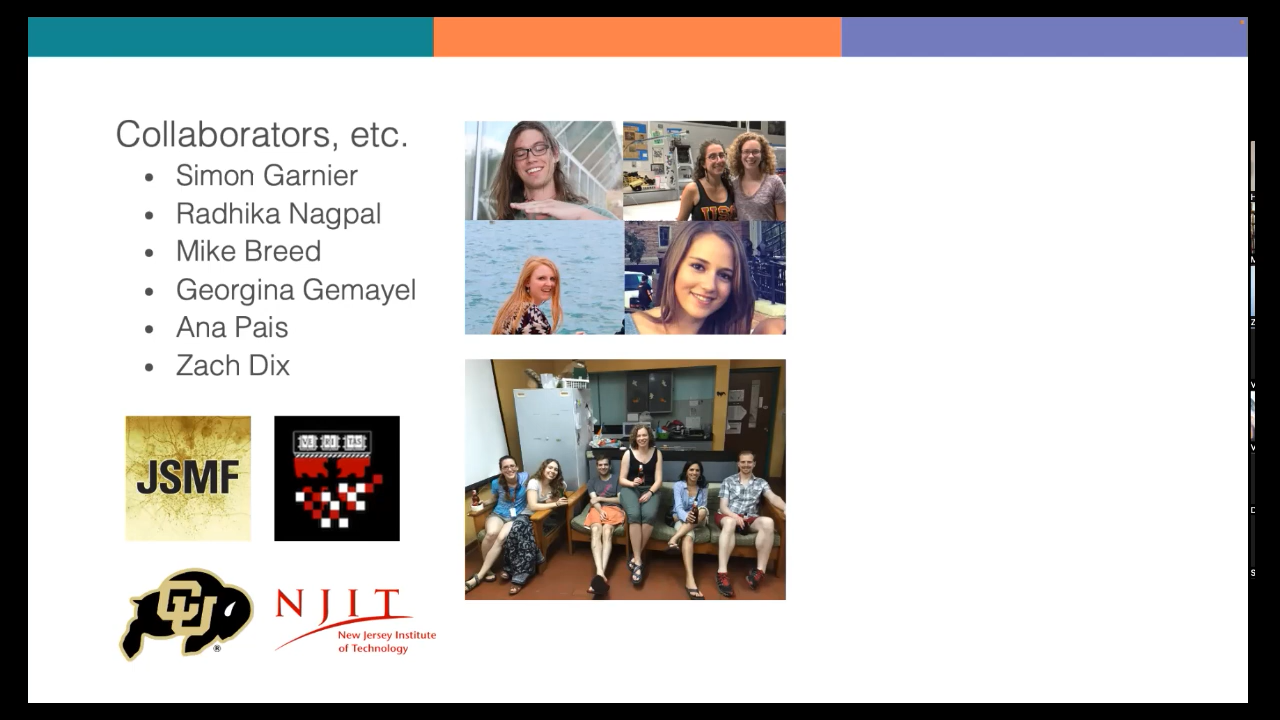 Collaborators, etc.
• Simon Garnier
• Radhika Nagpal
• Mike Breed
• Georgina Gemayel
• Ana Pais
• Zach Dix
JSMF
CU
®
NJIT
New Jersey Institute
of Technology